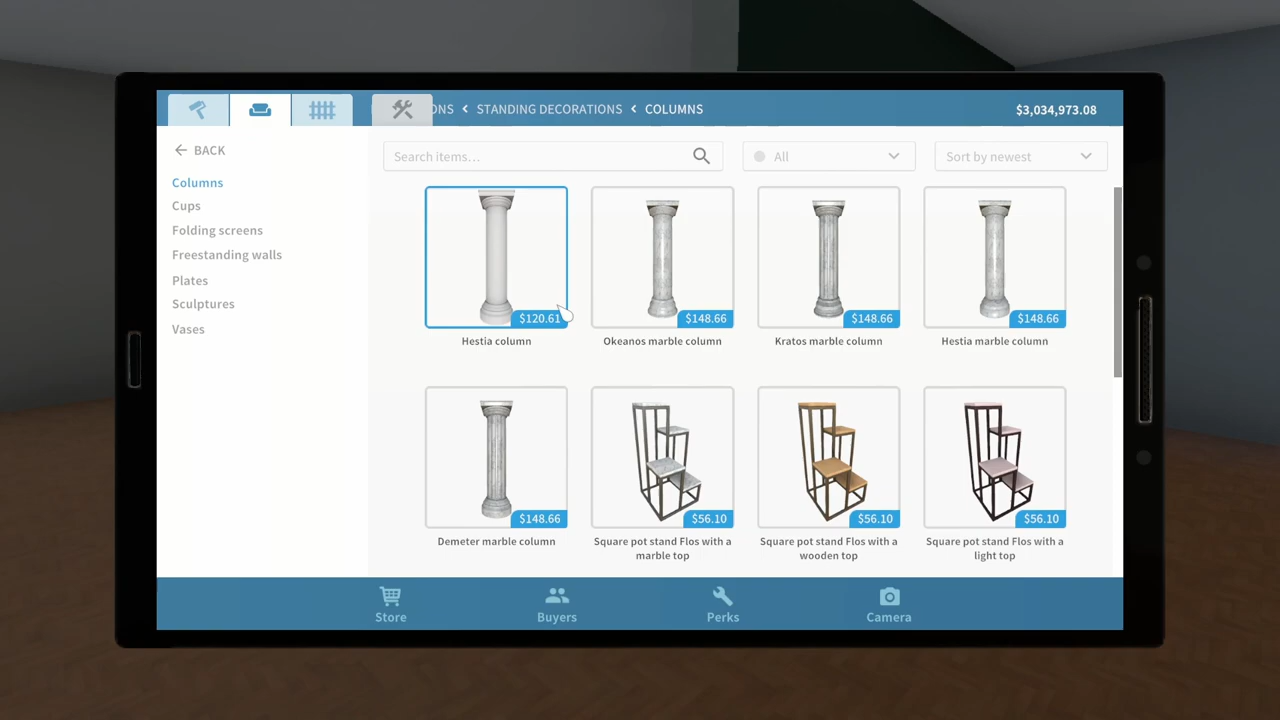 ONS < STANDING DECORATIONS < COLUMNS
$3,034,973.08
BACK
Search items...
All
Sort by newest
Columns
Cups
Folding screens
Freestanding walls
Plates
Sculptures
Vases
$120.61
$148.66
$148.66
$148.66
Hestia column
Okeanos marble column
Kratos marble column
Hestia marble column
$148.66
$56.10
$56.10
$56.10
Demeter marble column
Square pot stand Flos with a
marble top
Square pot stand Flos with a
wooden top
Square pot stand Flos with a
light top
Store
Buyers
Perks
Camera